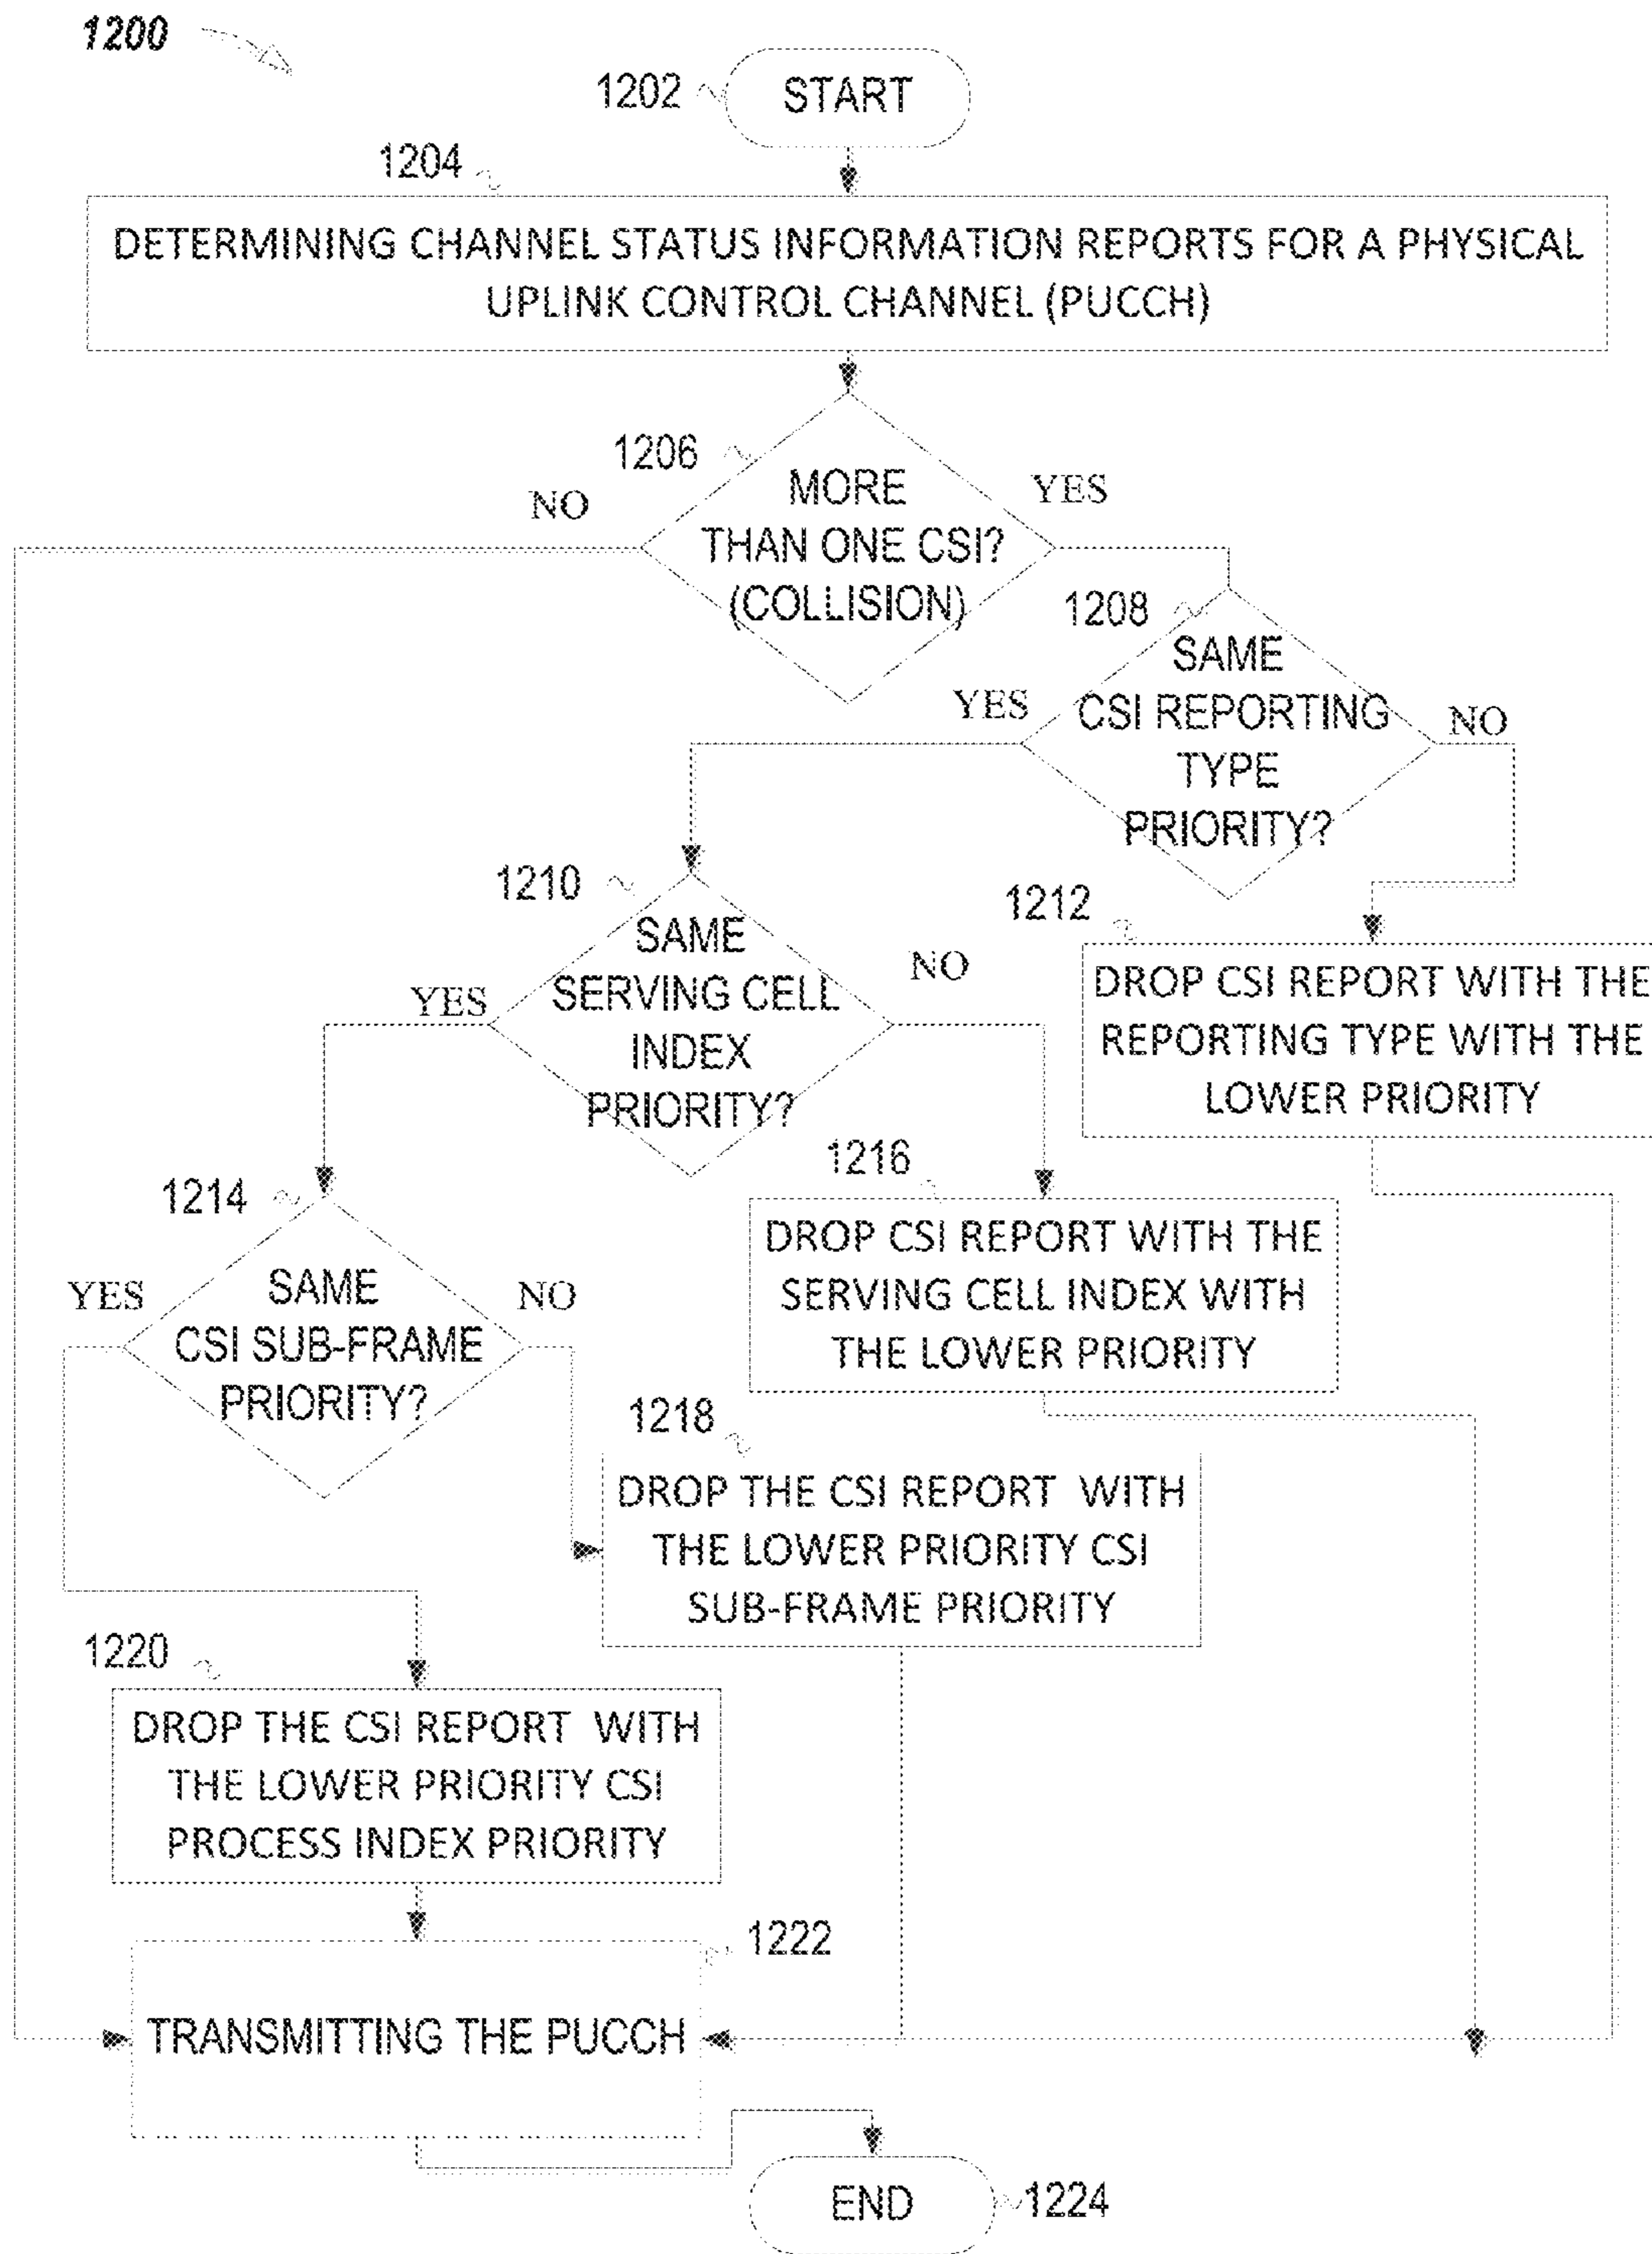 1200
1202
START
1204
DETERMINING CHANNEL STATUS INFORMATION REPORTS FOR A PHYSICAL
UPLINK CONTROL CHANNEL (PUCCH)
1206
MORE
THAN ONE CSI?
(COLLISION)
NO
YES
1208
SAME
CSI REPORTING
TYPE
PRIORITY?
YES
NO
1210
SAME
SERVING CELL
INDEX
PRIORITY?
YES
NO
1212
DROP CSI REPORT WITH THE
REPORTING TYPE WITH THE
LOWER PRIORITY
1214
SAME
CSI SUB-FRAME
PRIORITY?
YES
NO
1216
DROP CSI REPORT WITH THE
SERVING CELL INDEX WITH
THE LOWER PRIORITY
1218
DROP THE CSI REPORT WITH
THE LOWER PRIORITY CSI
SUB-FRAME PRIORITY
1220
DROP THE CSI REPORT WITH
THE LOWER PRIORITY CSI
PROCESS INDEX PRIORITY
1222
TRANSMITTING THE PUCCH
END
1224